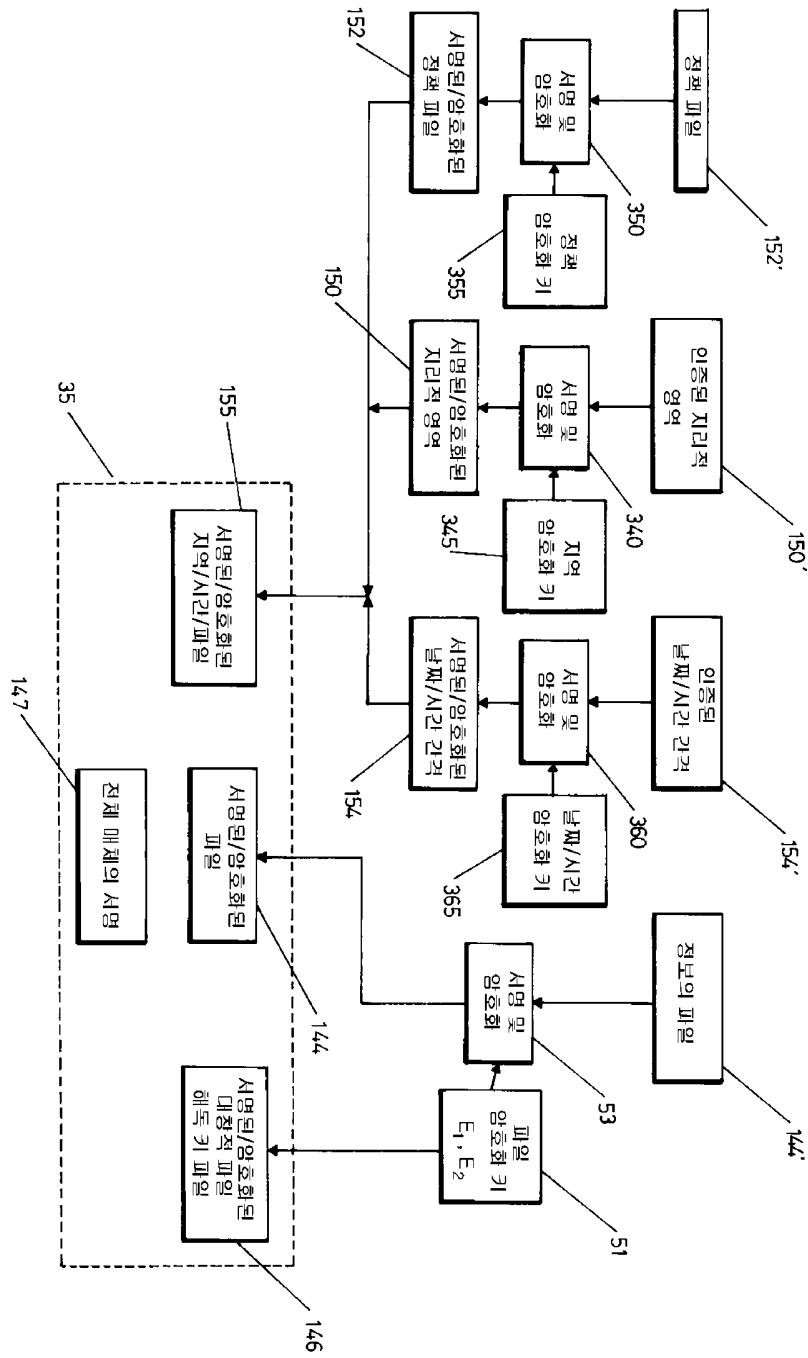 정책 파일
152'
서명 및
암호화
350
정책
암호화 키
355
서명된/암호화된
정책 파일
152
인증된 지리적
영역
150'
서명 및
암호화
340
지역
암호화 키
345
서명된/암호화된
지리적 영역
150
인증된
날짜/시간 간격
154'
서명 및
암호화
360
날짜/시간
암호화 키
365
서명된/암호화된
날짜/시간 간격
154
정보의 파일
144'
서명 및
암호화
53
파일
암호화 키
E1, E2
51
35
서명된/암호화된
지역/시간/파일
155
서명된/암호화된
파일
144
서명된/암호화된
대칭적 파일
해독 키 파일
146
전체 매체의 서명
147